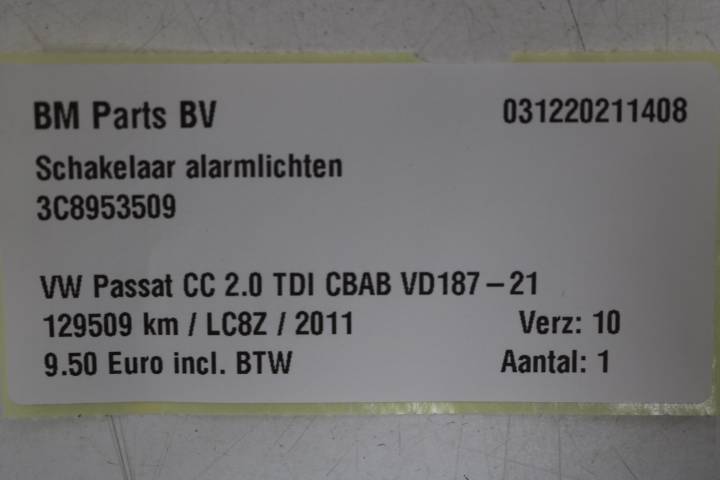 BM Parts BV 031220211408
Schakelaar alarmlichten
3C8953509
VW Passat CC 2.0 TDI CBAB VD187-21
129509 km / LC8Z / 2011 Verz: 10
9.50 Euro incl. BTW Aantal: 1